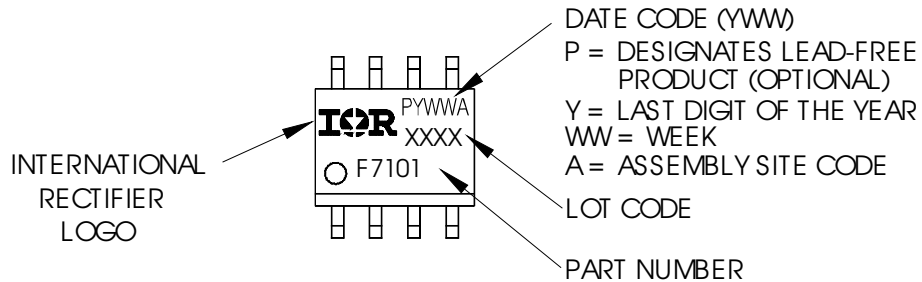 DATE CODE (YWW)
P = DESIGNATES LEAD-FREE
PRODUCT (OPTIONAL)
Y = LAST DIGIT OF THE YEAR
WW = WEEK
A = ASSEMBLY SITE CODE
LOT CODE
PART NUMBER
INTERNATIONAL
RECTIFIER
LOGO
IOR
PYWWA
XXXX
F7101